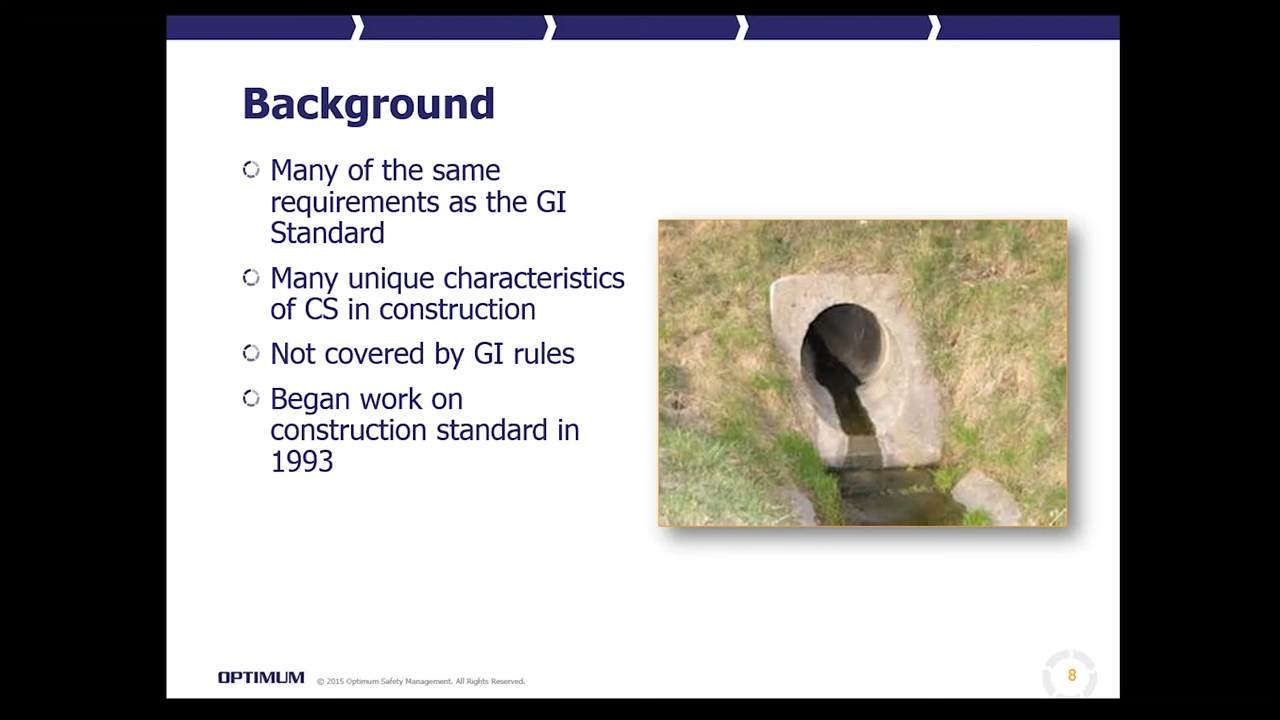 Background
Many of the same
requirements as the GI
Standard
Many unique characteristics
of CS in construction
Not covered by GI rules
Began work on
construction standard in
1993
OPTIMUM © 2015 Optimum Safety Management. All Rights Reserved.
8